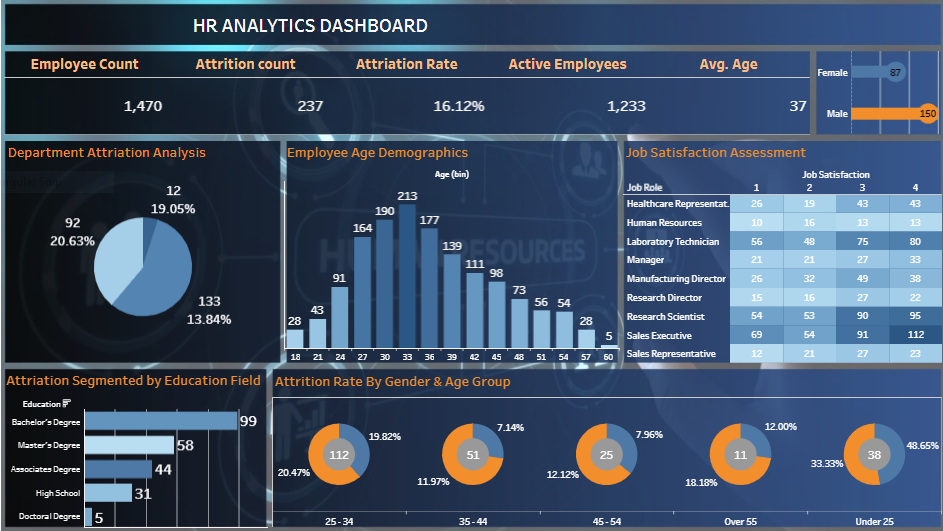 HR ANALYTICS DASHBOARD
Employee Count Attrition count Attriation Rate Active Employees Avg. Age
1,470 237 16.12% 1,233 37
Female 87
Male 150
Department Attriation Analysis
12
19.05%
92
20.63%
133
13.84%
Employee Age Demographics
Age (bin)
28 43 91 164 190 213 177 139 111 98 73 56 54 28 5
18 21 24 27 30 33 36 39 42 45 48 51 54 57 60
Job Satisfaction Assessment
Job Satisfaction
Job Role 1 2 3 4
Healthcare Representat.. 26 19 43 43
Human Resources 10 16 13 13
Laboratory Technician 56 48 75 80
Manager 21 21 27 33
Manufacturing Director 26 32 49 38
Research Director 15 16 27 22
Research Scientist 54 53 90 95
Sales Executive 69 54 91 112
Sales Representative 12 21 27 23
Attriation Segmented by Education Field
Education
Bachelor's Degree 99
Master's Degree 58
Associates Degree 44
High School 31
Doctoral Degree 5
Attrition Rate By Gender & Age Group
19.82% 7.14% 7.96% 12.00% 48.65%
112 51 25 11 38
20.47% 11.97% 12.12% 18.18% 33.33%
25 - 34 35 - 44 45 - 54 Over 55 Under 25